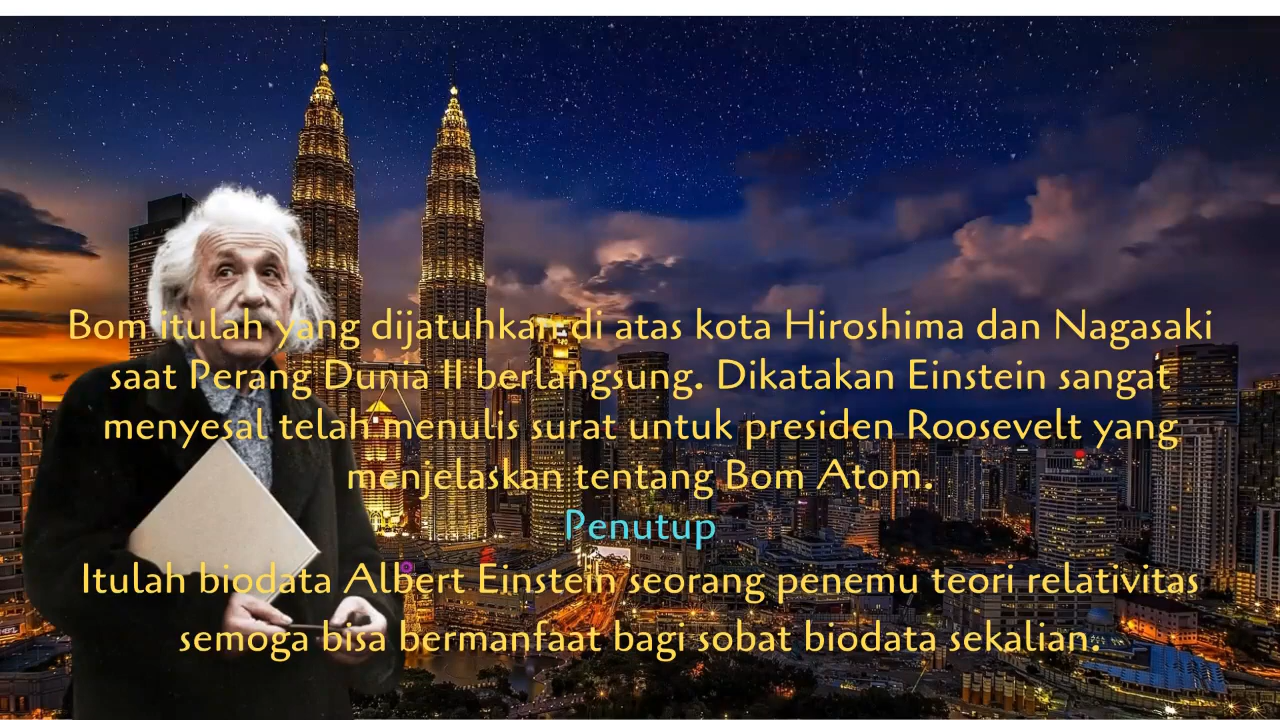 Bom itulah yang dijatuhkan di atas kota Hiroshima dan Nagasaki
saat Perang Dunia II berlangsung. Dikatakan Einstein sangat
menyesal telah menulis surat untuk presiden Roosevelt yang
menjelaskan tentang Bom Atom.
Penutup
Itulah biodata Albert Einstein seorang penemu teori relativitas
semoga bisa bermanfaat bagi sobat biodata sekalian.